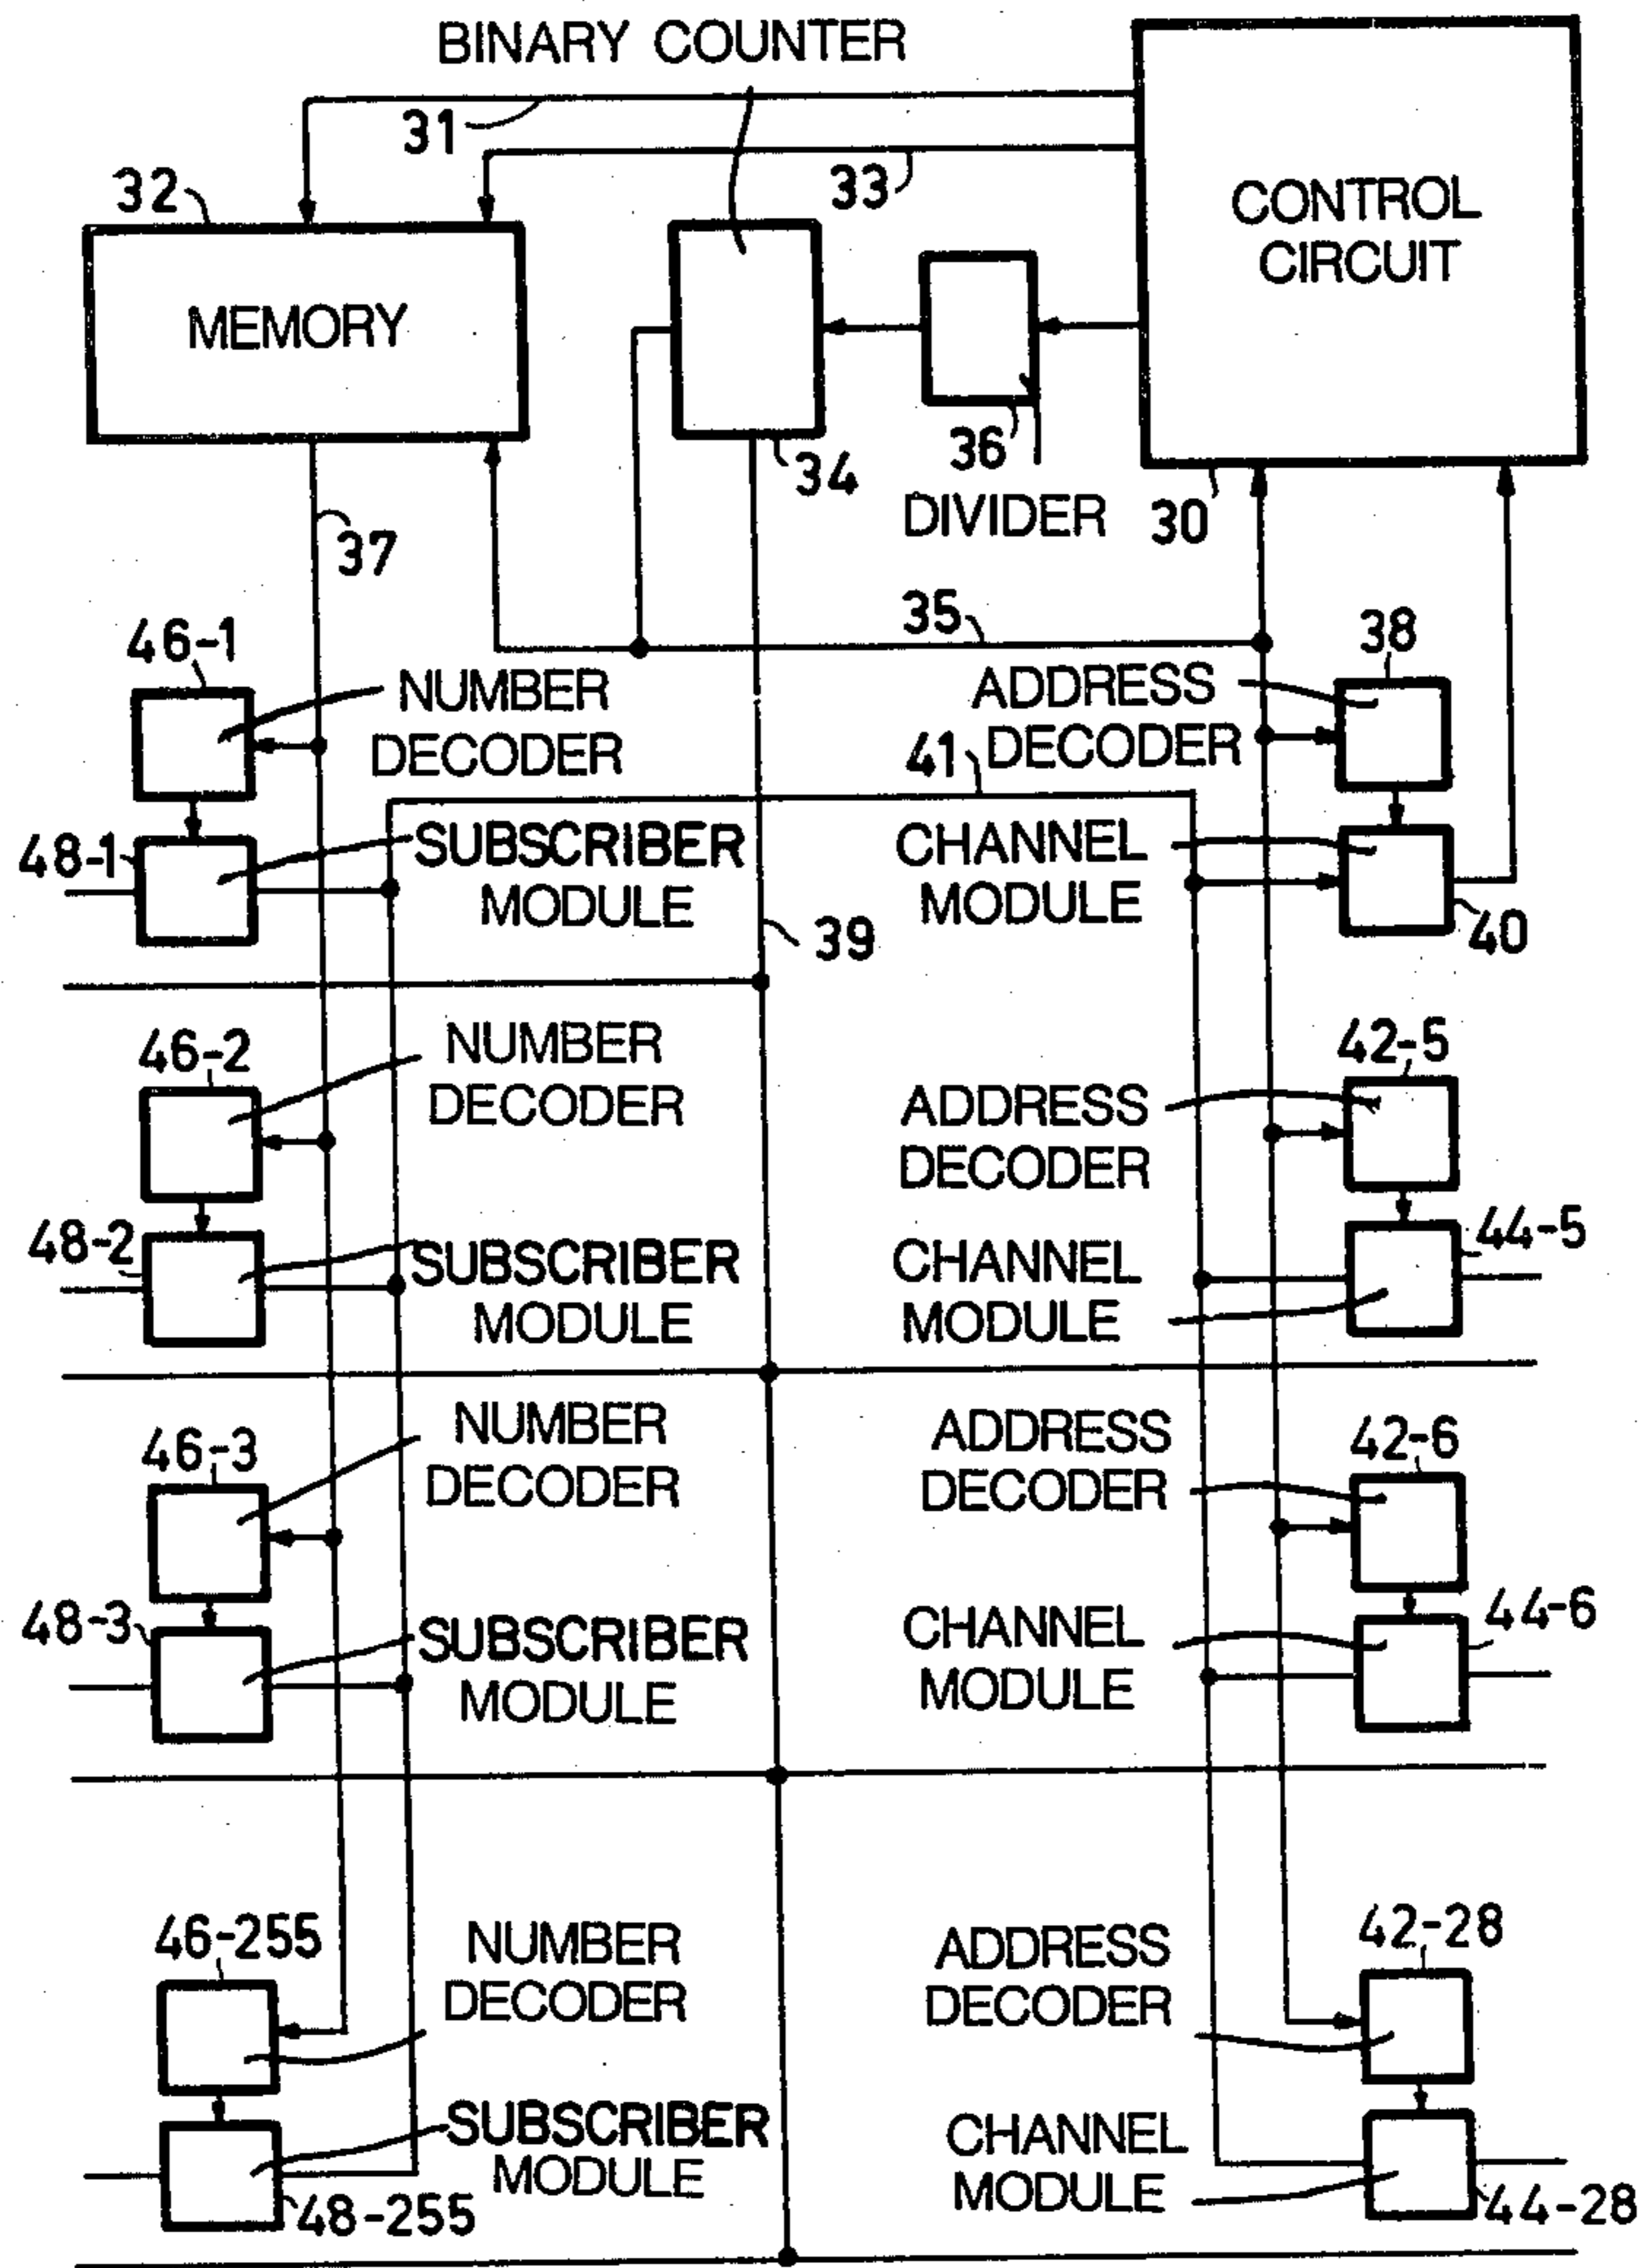 BINARY COUNTER
31
33
32
CONTROL
CIRCUIT
MEMORY
36
34
DIVIDER
30
37
35
38
46-1
NUMBER
DECODER
ADDRESS
DECODER
41
48-1
SUBSCRIBER
MODULE
CHANNEL
MODULE
39
40
46-2
NUMBER
DECODER
42-5
ADDRESS
DECODER
48-2
SUBSCRIBER
MODULE
CHANNEL
MODULE
44-5
46-3
NUMBER
DECODER
ADDRESS
DECODER
42-6
48-3
SUBSCRIBER
MODULE
CHANNEL
MODULE
44-6
46-255
NUMBER
DECODER
ADDRESS
DECODER
42-28
SUBSCRIBER
MODULE
48-255
CHANNEL
MODULE
44-28